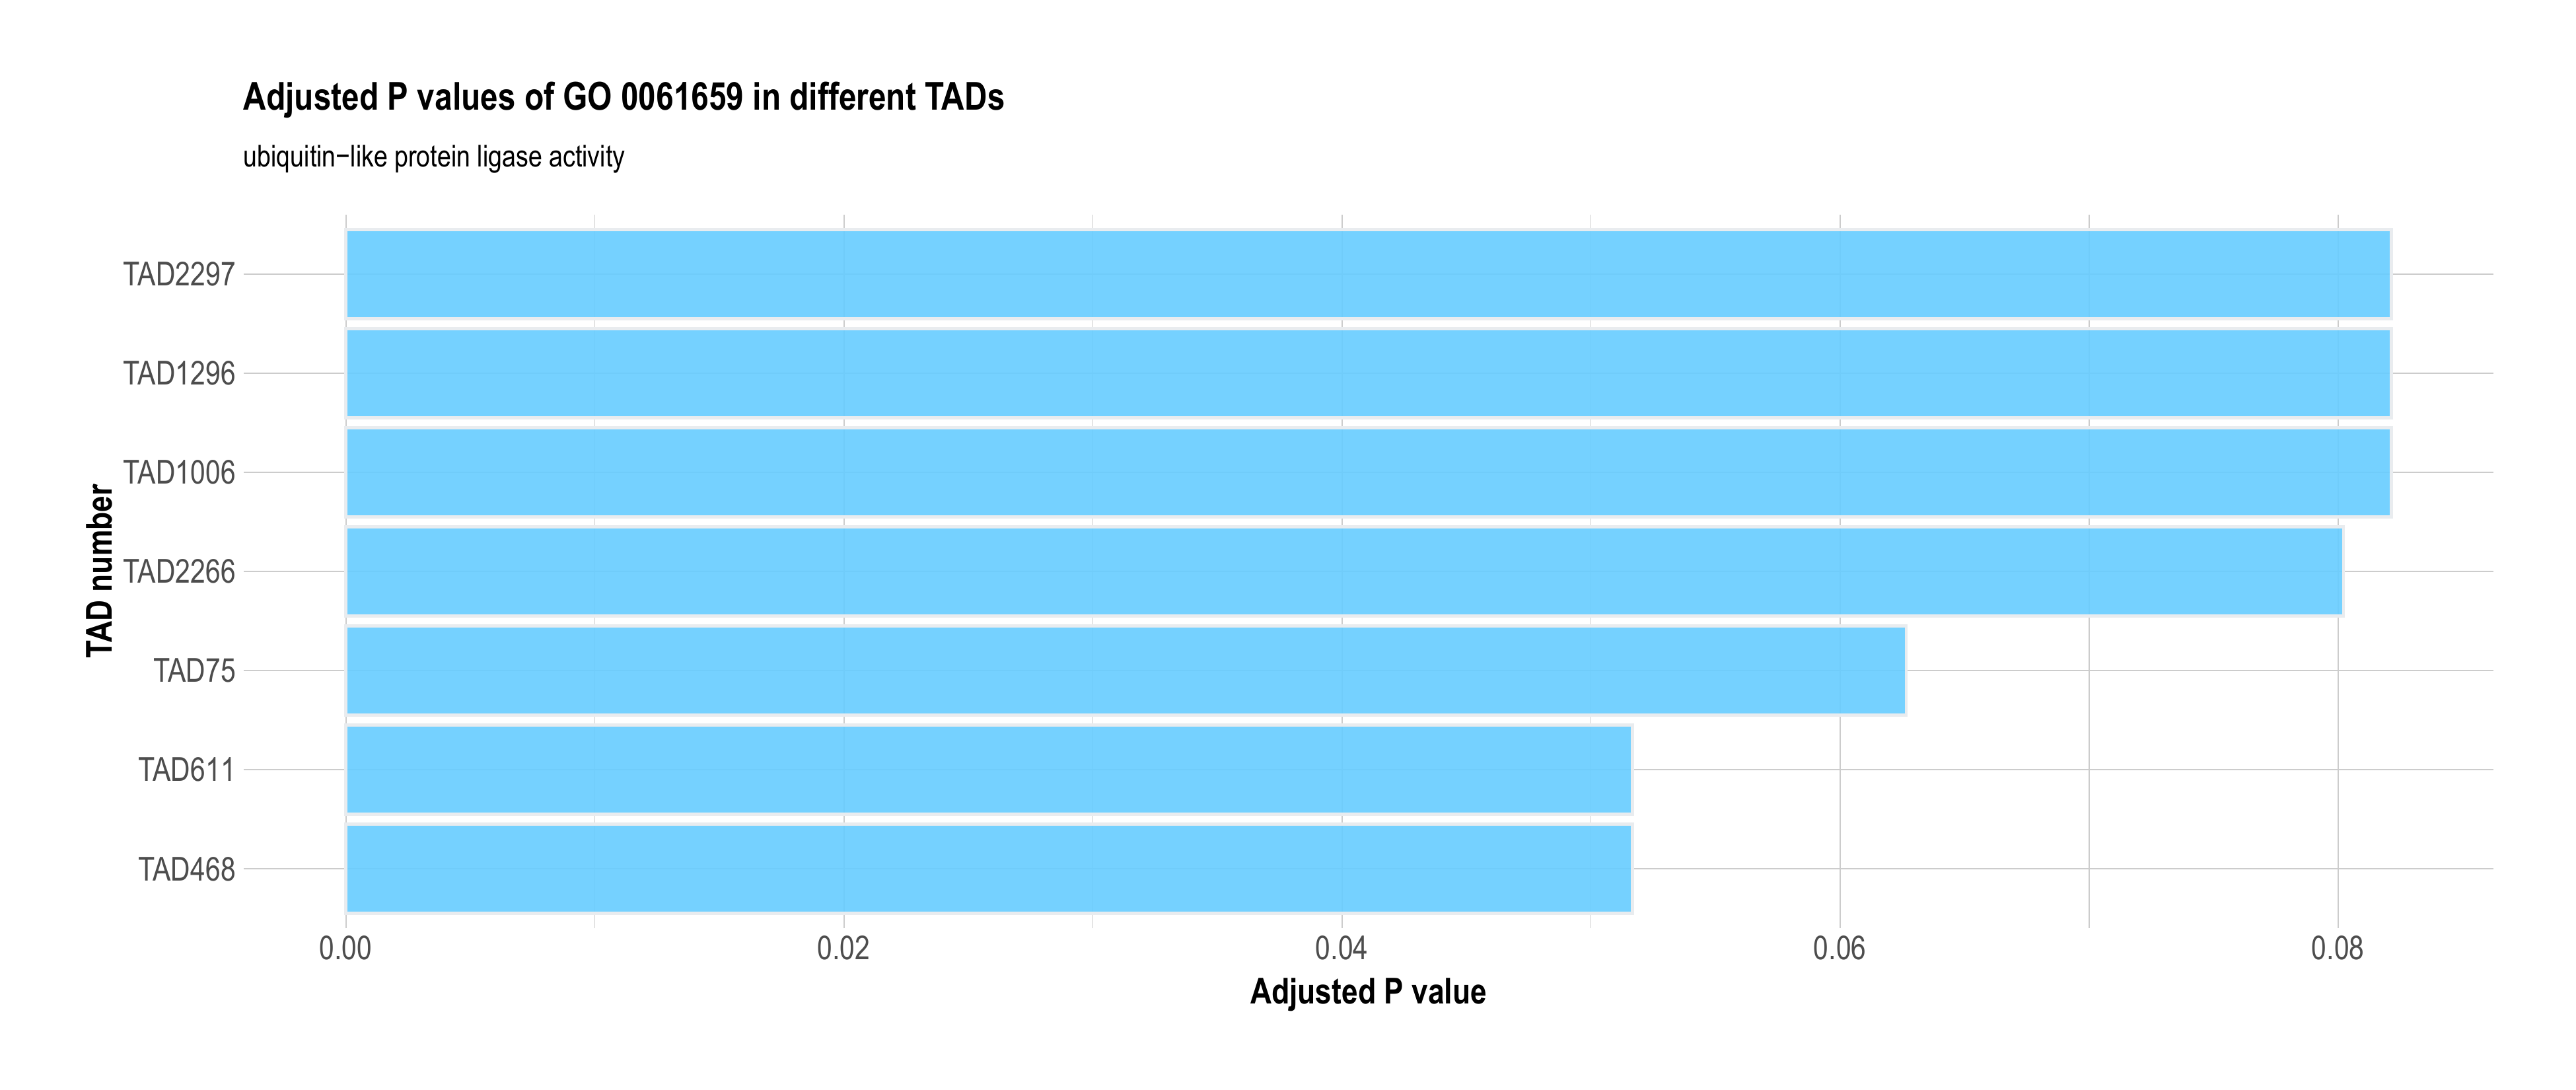 Adjusted P values of GO 0061659 in different TADs
ubiquitin−like protein ligase activity
TAD number
TAD2297
TAD1296
TAD1006
TAD2266
TAD75
TAD611
TAD468
0.00 0.02 0.04 0.06 0.08
Adjusted P value